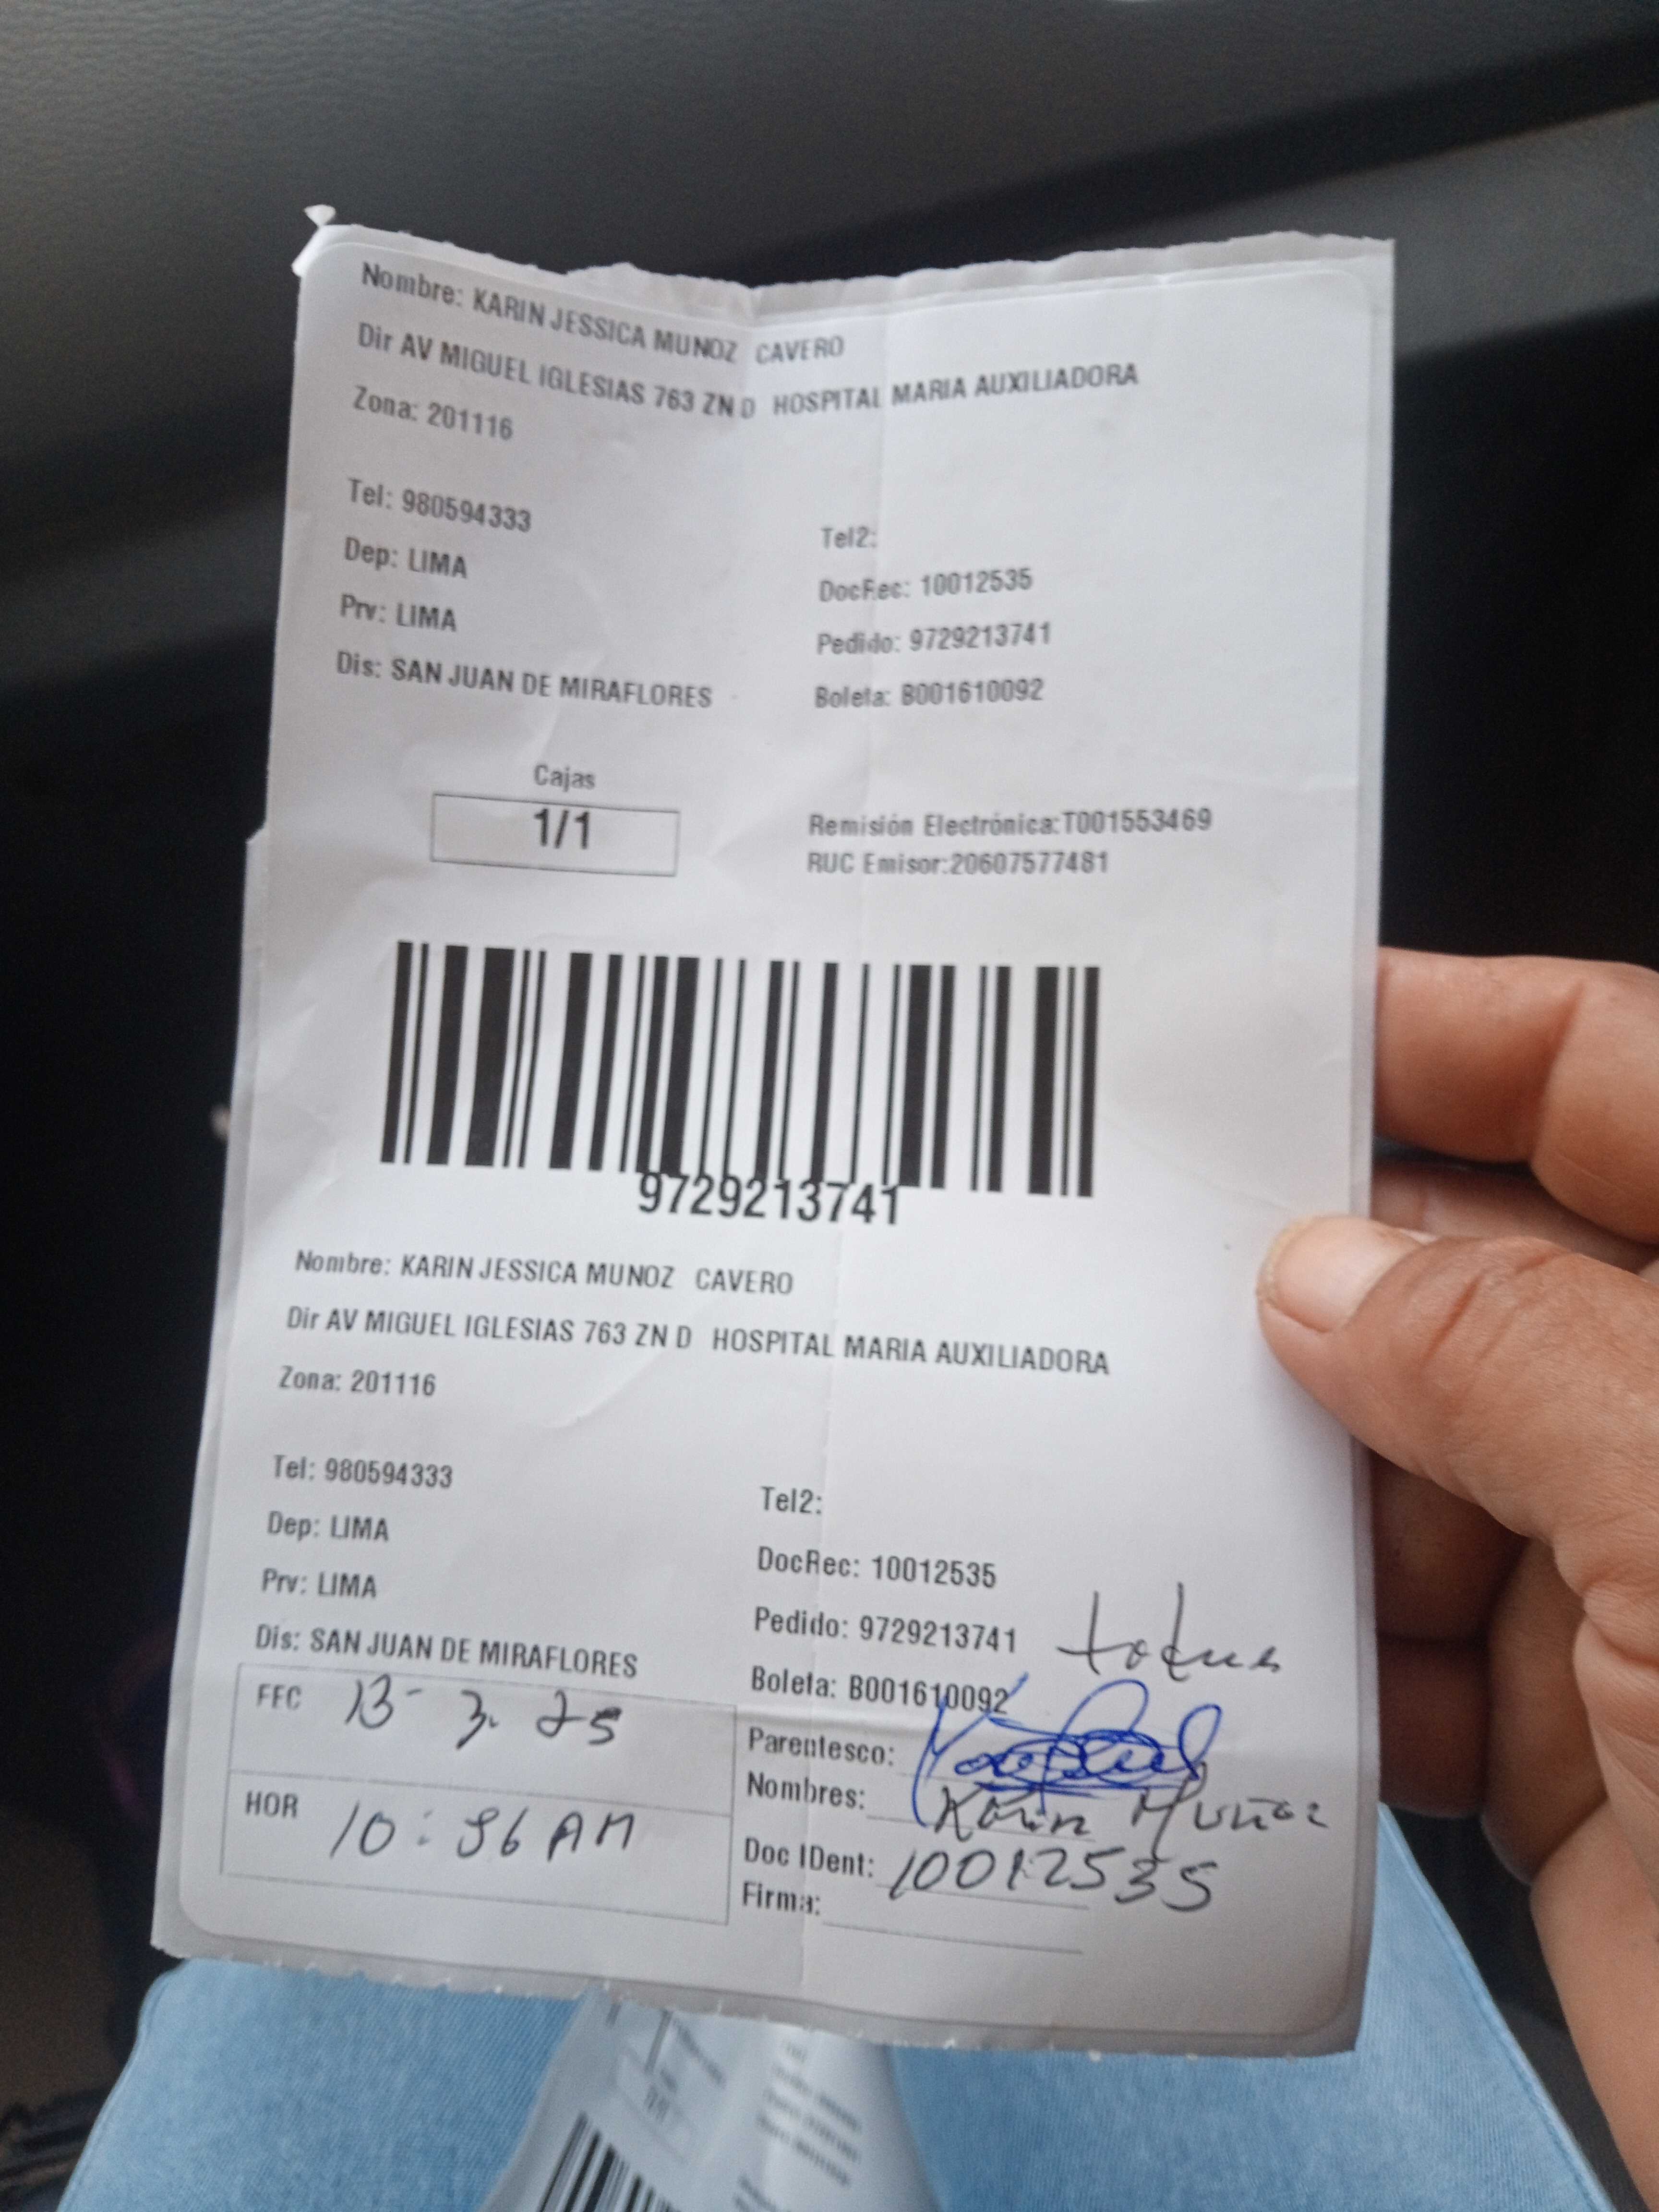 Nombre: KARIN JESSICA MUNOZ CAVERO
Dir AV MIGUEL IGLESIAS 763 ZN D HOSPITAL MARIA AUXILIADORA
Zona: 201116
Tel: 980594333
Tel2:
Dep: LIMA
DocRec: 10012535
Prv: LIMA
Pedido: 9729213741
Dis: SAN JUAN DE MIRAFLORES
Boleta: B001610092
Cajas
1/1
Remisión Electrónica:T001553469
RUC Emisor:20607577481
9729213741
Nombre: KARIN JESSICA MUNOZ CAVERO
Dir AV MIGUEL IGLESIAS 763 ZN D HOSPITAL MARIA AUXILIADORA
Zona: 201116
Tel: 980594333
Tel2:
Dep: LIMA
DocRec: 10012535
Prv: LIMA
Pedido: 9729213741
Dis: SAN JUAN DE MIRAFLORES
Boleta: B001610092
FFC 13-3-25
Parentesco:
Nombres: Karin Muñoz
HOR 10:36 AM
Doc IDent: 10012535
Firma: